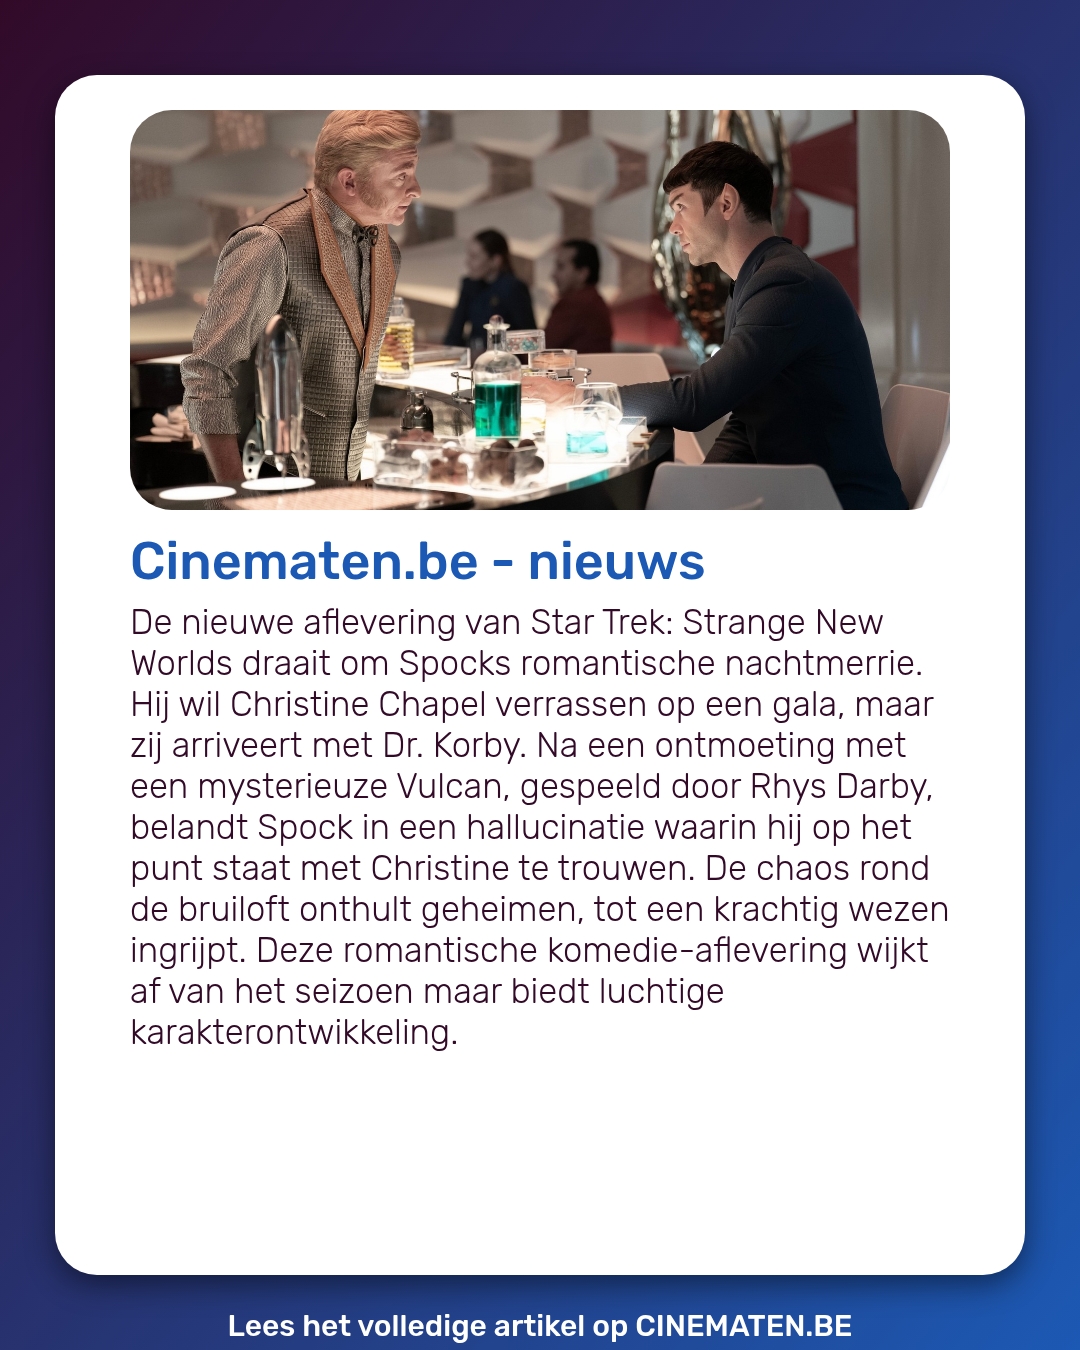 Cinematen.be - nieuws
De nieuwe aflevering van Star Trek: Strange New
Worlds draait om Spocks romantische nachtmerrie.
Hij wil Christine Chapel verrassen op een gala, maar
zij arriveert met Dr. Korby. Na een ontmoeting met
een mysterieuze Vulcan, gespeeld door Rhys Darby,
belandt Spock in een hallucinatie waarin hij op het
punt staat met Christine te trouwen. De chaos rond
de bruiloft onthult geheimen, tot een krachtig wezen
ingrijpt. Deze romantische komedie-aflevering wijkt
af van het seizoen maar biedt luchtige
karakterontwikkeling.
Lees het volledige artikel op CINEMATEN.BE